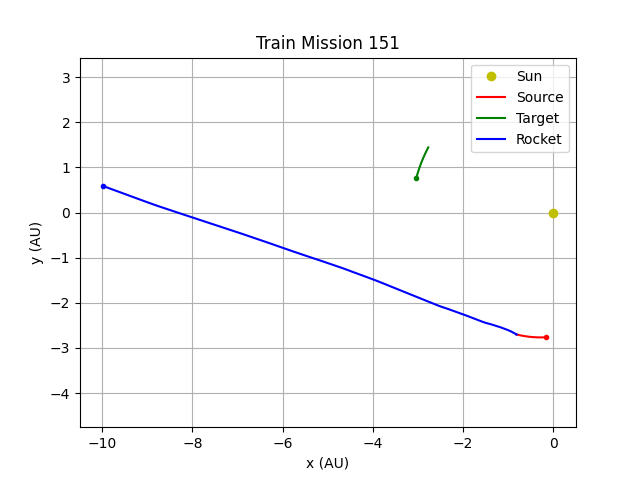 Train Mission 151
Sun
Source
Target
Rocket
3
2
1
0
−1
−2
−3
−4
y (AU)
−10
−8
−6
−4
−2
0
x (AU)